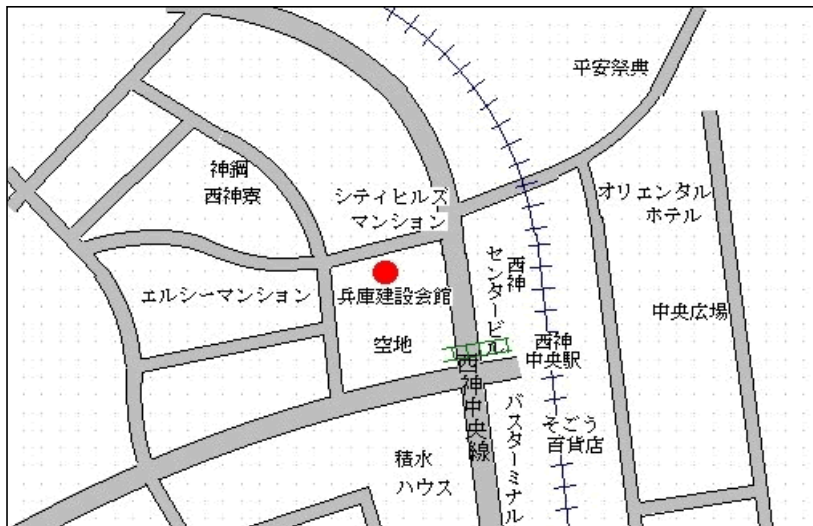 平安祭典
神鋼
西神寮
シティヒルズ
マンション
オリエンタル
ホテル
西神
センタービル
エルシーマンション
兵庫建設会館
中央広場
空地
西神
中央駅
西神中央線
バスターミナル
そごう
百貨店
積水
ハウス